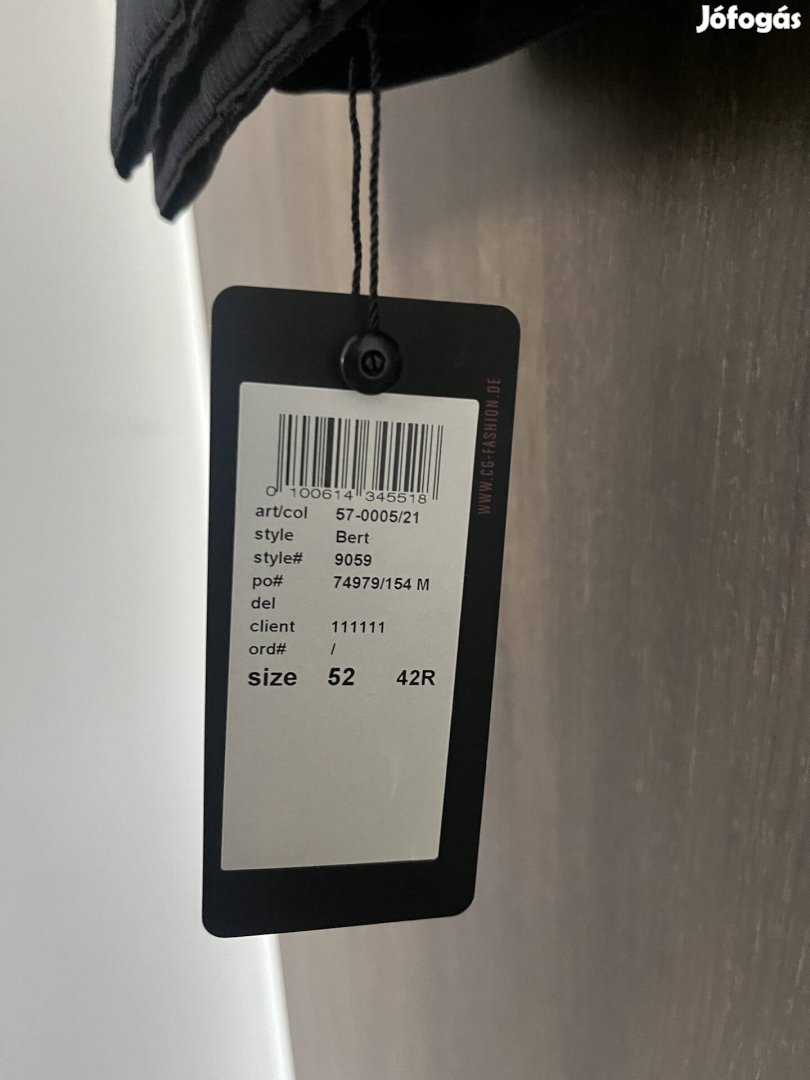 Jófogás
WWW.CG-FASHION.DE
0 100614 345518
art/col 57-0005/21
style Bert
style# 9059
po# 74979/154 M
del
client 111111
ord# /
size 52 42R